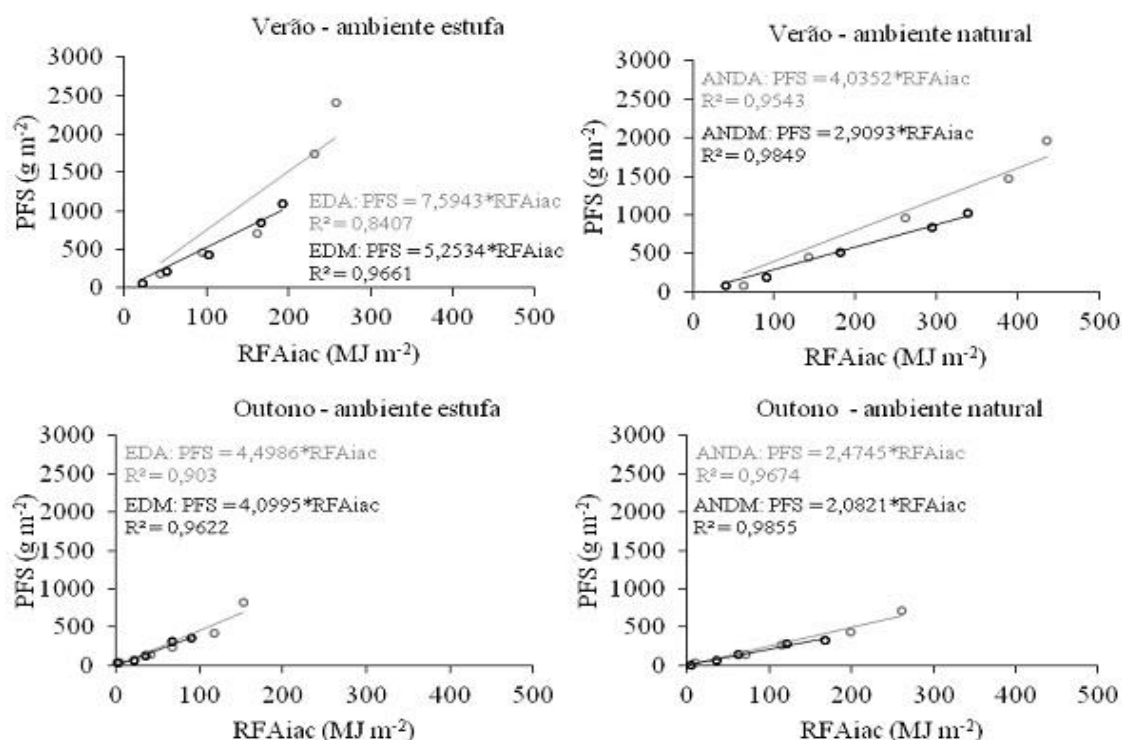 Verão - ambiente estufa
3000
2500
2000
1500
1000
500
0
PFS (g m⁻²)
EDA: PFS = 7,5943*RFAiac
R² = 0,8407
EDM: PFS = 5,2534*RFAiac
R² = 0,9661
0 100 200 300 400 500
RFAiac (MJ m⁻²)
Verão - ambiente natural
3000
2500
2000
1500
1000
500
0
PFS (g m⁻²)
ANDA: PFS = 4,0352*RFAiac
R² = 0,9543
ANDM: PFS = 2,9093*RFAiac
R² = 0,9849
0 100 200 300 400 500
RFAiac (MJ m⁻²)
Outono - ambiente estufa
3000
2500
2000
1500
1000
500
0
PFS (g m⁻²)
EDA: PFS = 4,4986*RFAiac
R² = 0,903
EDM: PFS = 4,0995*RFAiac
R² = 0,9622
0 100 200 300 400 500
RFAiac (MJ m⁻²)
Outono - ambiente natural
3000
2500
2000
1500
1000
500
0
PFS (g m⁻²)
ANDA: PFS = 2,4745*RFAiac
R² = 0,9674
ANDM: PFS = 2,0821*RFAiac
R² = 0,9855
0 100 200 300 400 500
RFAiac (MJ m⁻²)